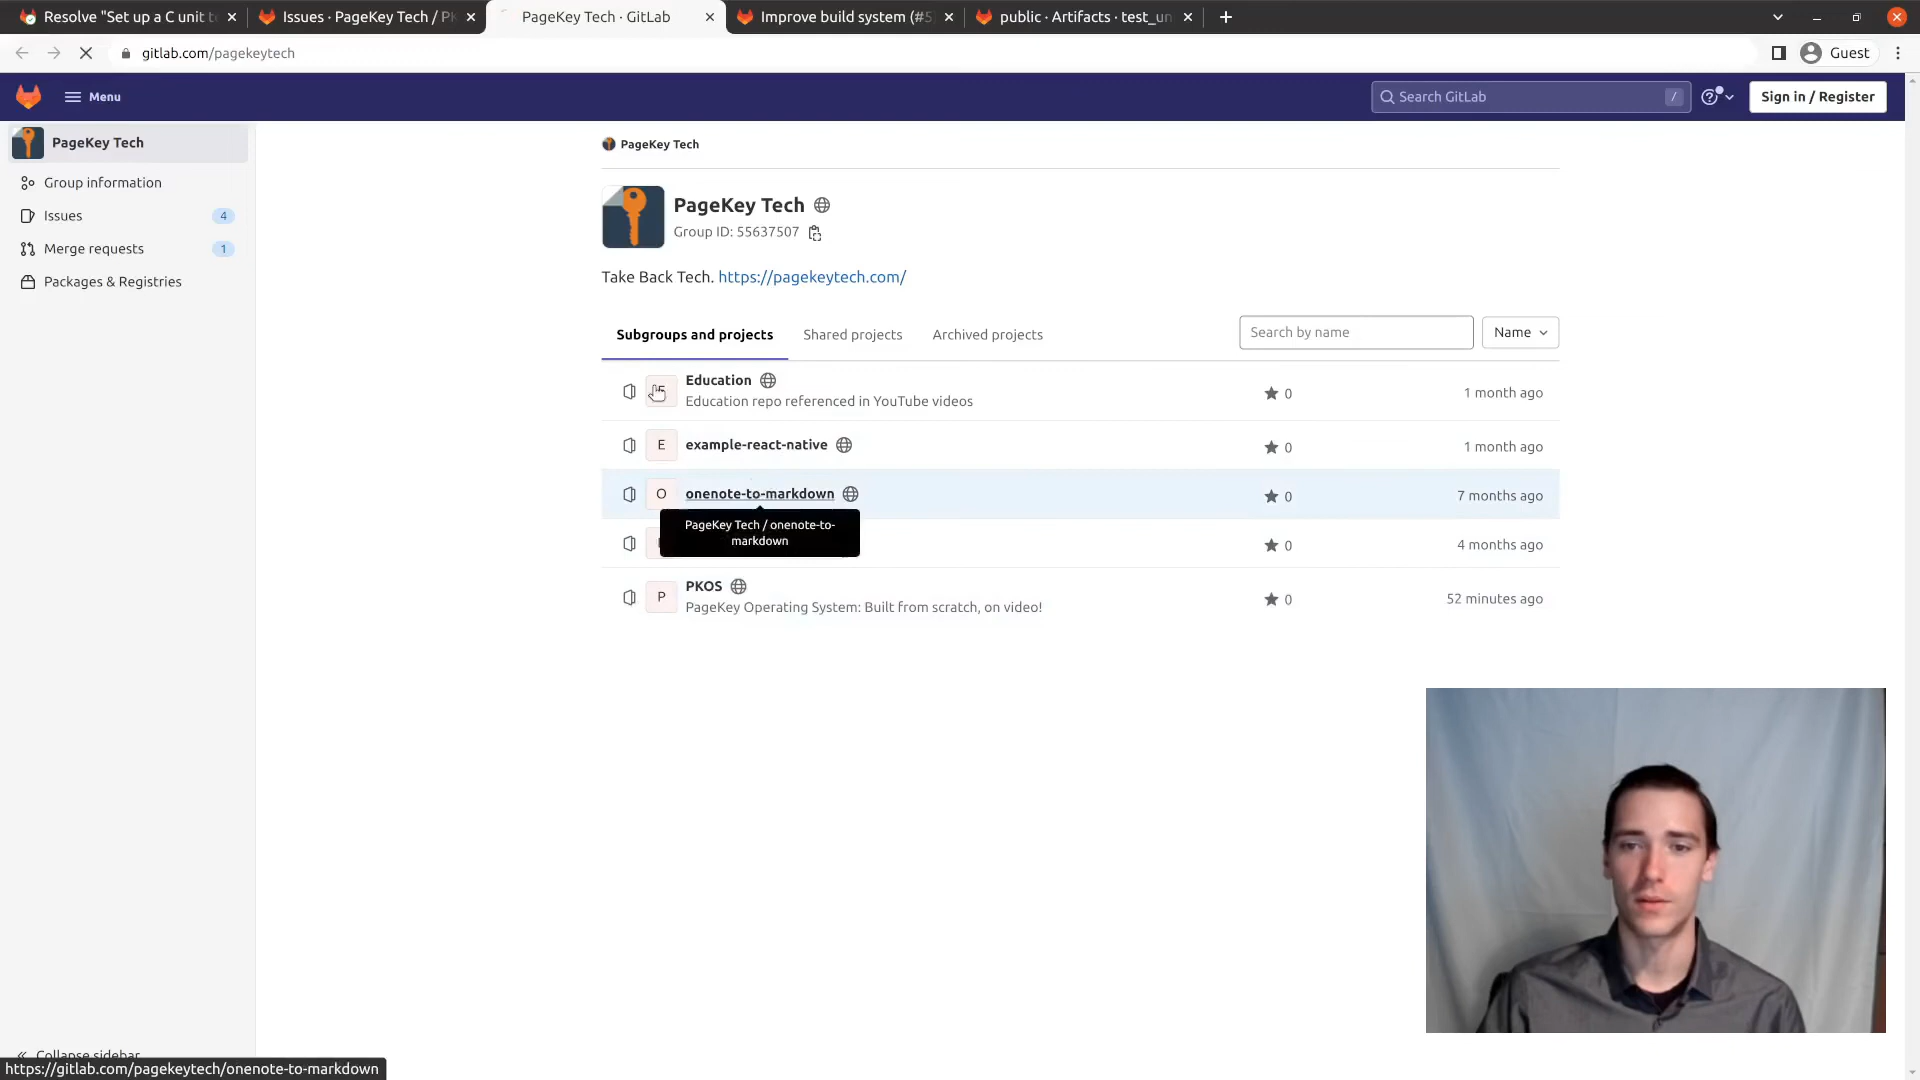 Resolve "Set up a C unit t
Issues · PageKey Tech / PK
PageKey Tech · GitLab
Improve build system (#5
public · Artifacts · test_un
gitlab.com/pagekeytech
Guest
Menu
Search GitLab
/
Sign in / Register
PageKey Tech
Group information
Issues
4
Merge requests
1
Packages & Registries
Collapse sidebar
PageKey Tech
PageKey Tech
Group ID: 55637507
Take Back Tech. https://pagekeytech.com/
Subgroups and projects
Shared projects
Archived projects
Search by name
Name
E
Education
Education repo referenced in YouTube videos
0
1 month ago
E
example-react-native
0
1 month ago
O
onenote-to-markdown
0
7 months ago
PageKey Tech / onenote-to-
markdown
0
4 months ago
P
PKOS
PageKey Operating System: Built from scratch, on video!
0
52 minutes ago
https://gitlab.com/pagekeytech/onenote-to-markdown